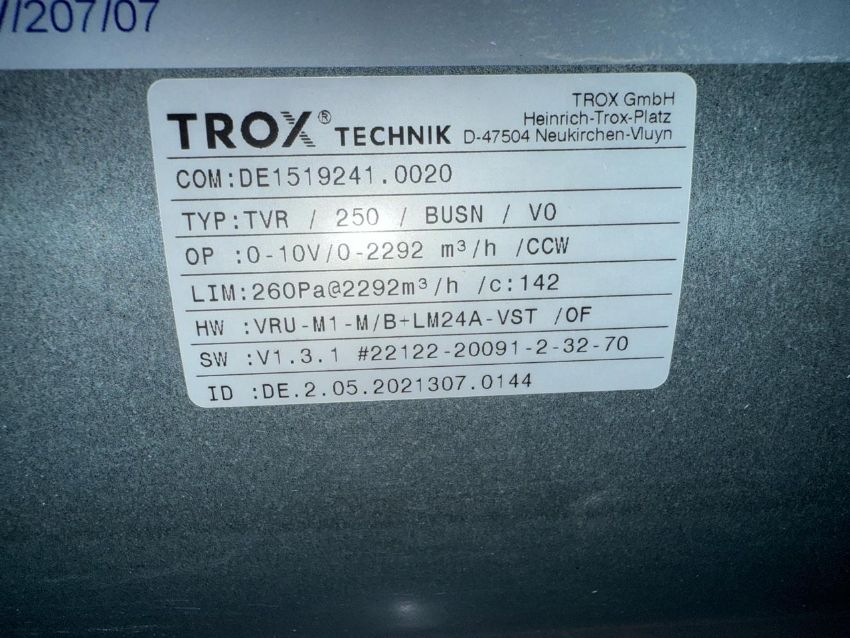 /207/07
TROX® TECHNIK
TROX GmbH
Heinrich-Trox-Platz
D-47504 Neukirchen-Vluyn
COM:DE1519241.0020
TYP:TVR / 250 / BUSN / V0
OP :0-10V/0-2292 m³/h /CCW
LIM:260Pa@2292m³/h /c:142
HW :VRU-M1-M/B+LM24A-VST /OF
SW :V1.3.1 #22122-20091-2-32-70
ID :DE.2.05.2021307.0144